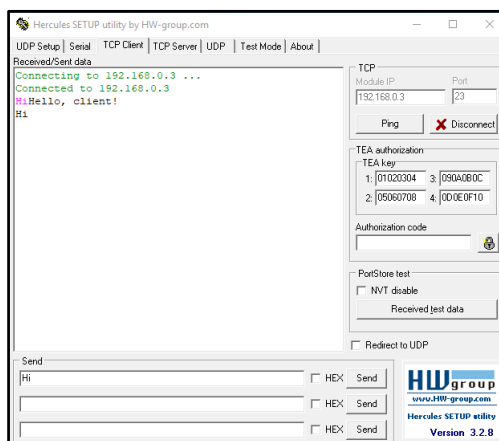 Hercules SETUP utility by HW-group.com
UDP Setup Serial TCP Client TCP Server UDP Test Mode About
Received/Sent data
Connecting to 192.168.0.3 ...
Connected to 192.168.0.3
HiHello, client!
Hi
TCP
Module IP Port
192.168.0.3 23
Ping Disconnect
TEA authorization
TEA key
1: 01020304 3: 090A0B0C
2: 05060708 4: 0D0E0F10
Authorization code
PortStore test
NVT disable
Received test data
Redirect to UDP
Send
Hi HEX Send
HEX Send
HEX Send
HW group
www.HW-group.com
Hercules SETUP utility
Version 3.2.8